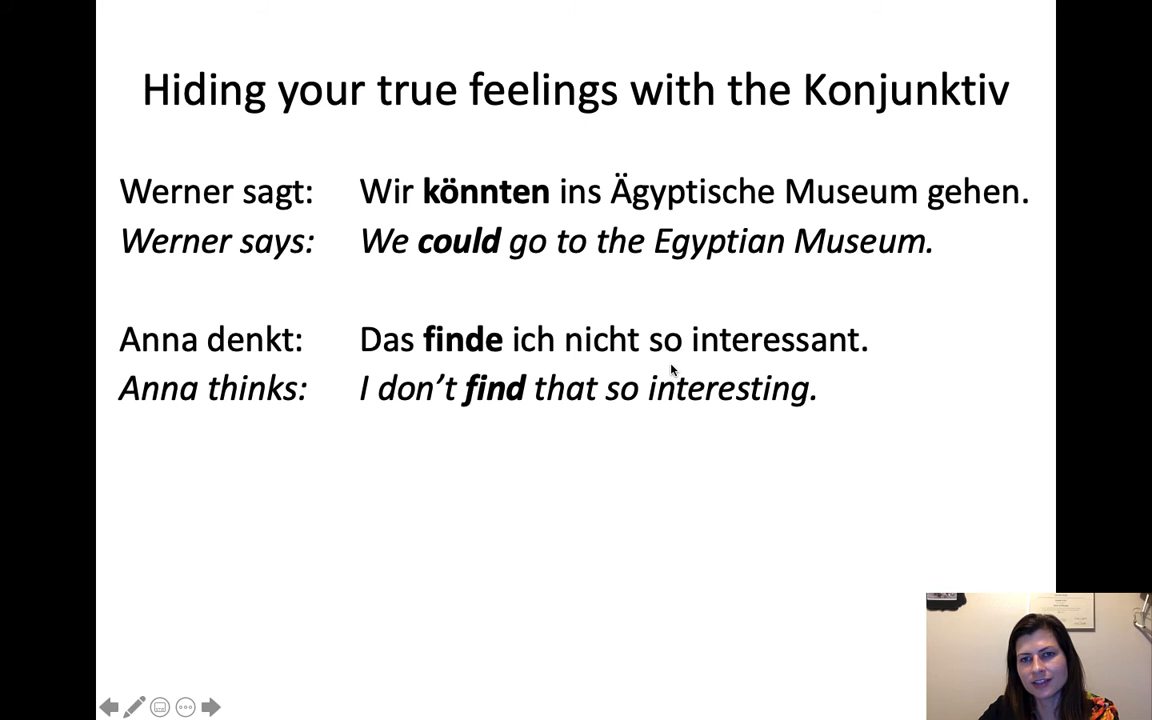 Hiding your true feelings with the Konjunktiv
Werner sagt: Wir könnten ins Ägyptische Museum gehen.
Werner says: We could go to the Egyptian Museum.
Anna denkt: Das finde ich nicht so interessant.
Anna thinks: I don’t find that so interesting.